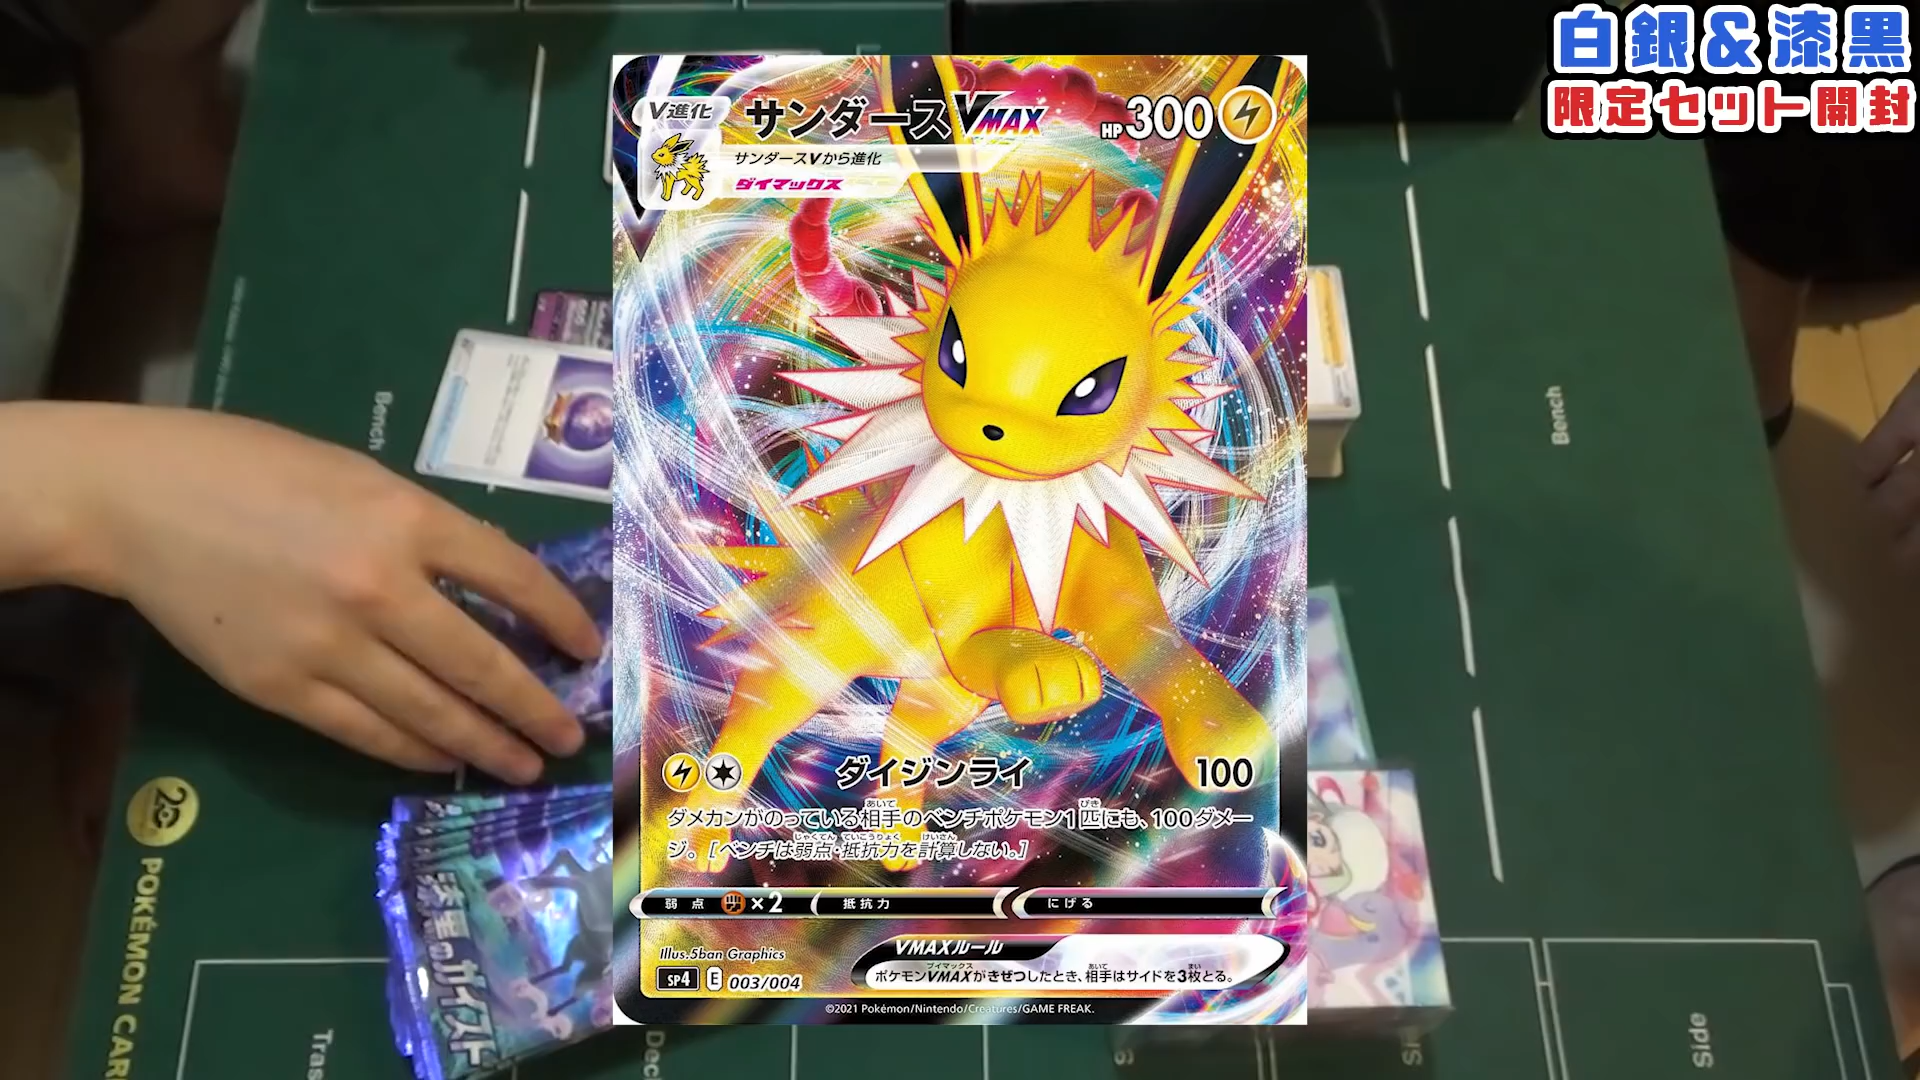 白銀&漆黒
限定セット開封
V進化
サンダースVMAX
HP300
サンダースVから進化
ダイマックス
ダイジンライ 100
ダメカンがのっている相手のベンチポケモン1匹にも、100ダメー
ジ。[ベンチは弱点・抵抗力を計算しない。]
弱点 ×2 抵抗力 にげる
Illus.5ban Graphics
SP4 E 003/004
VMAXルール
ポケモンVMAXがきぜつしたとき、相手はサイドを3枚とる。
©2021 Pokémon/Nintendo/Creatures/GAME FREAK.
Bench
Bench
20
POKÉMON CAR
漆黒のガイスト
Tras
Deck
Side